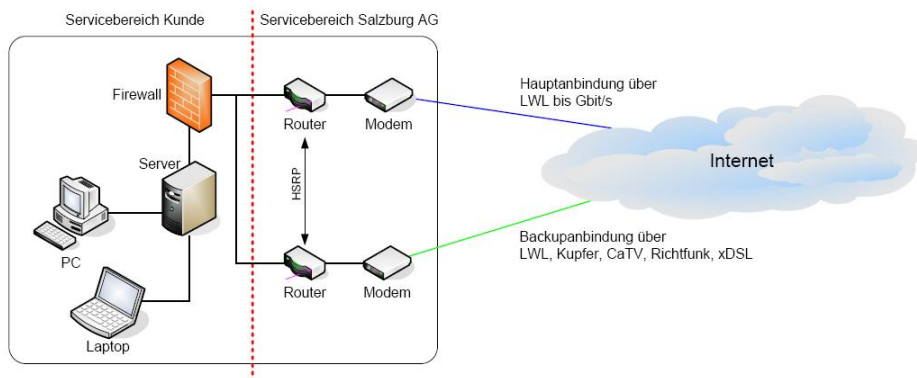 Servicebereich Kunde
Servicebereich Salzburg AG
Firewall
Router
Modem
Hauptanbindung über
LWL bis Gbit/s
Server
HSRP
Internet
PC
Router
Modem
Backupanbindung über
LWL, Kupfer, CaTV, Richtfunk, xDSL
Laptop